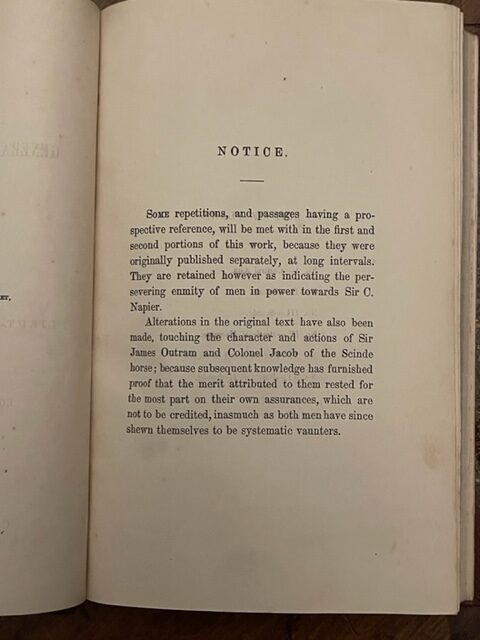 NOTICE.
SOME repetitions, and passages having a pro-
spective reference, will be met with in the first and
second portions of this work, because they were
originally published separately, at long intervals.
They are retained however as indicating the per-
severing enmity of men in power towards Sir C.
Napier.
Alterations in the original text have also been
made, touching the character and actions of Sir
James Outram and Colonel Jacob of the Scinde
horse; because subsequent knowledge has furnished
proof that the merit attributed to them rested for
the most part on their own assurances, which are
not to be credited, inasmuch as both men have since
shewn themselves to be systematic vaunters.